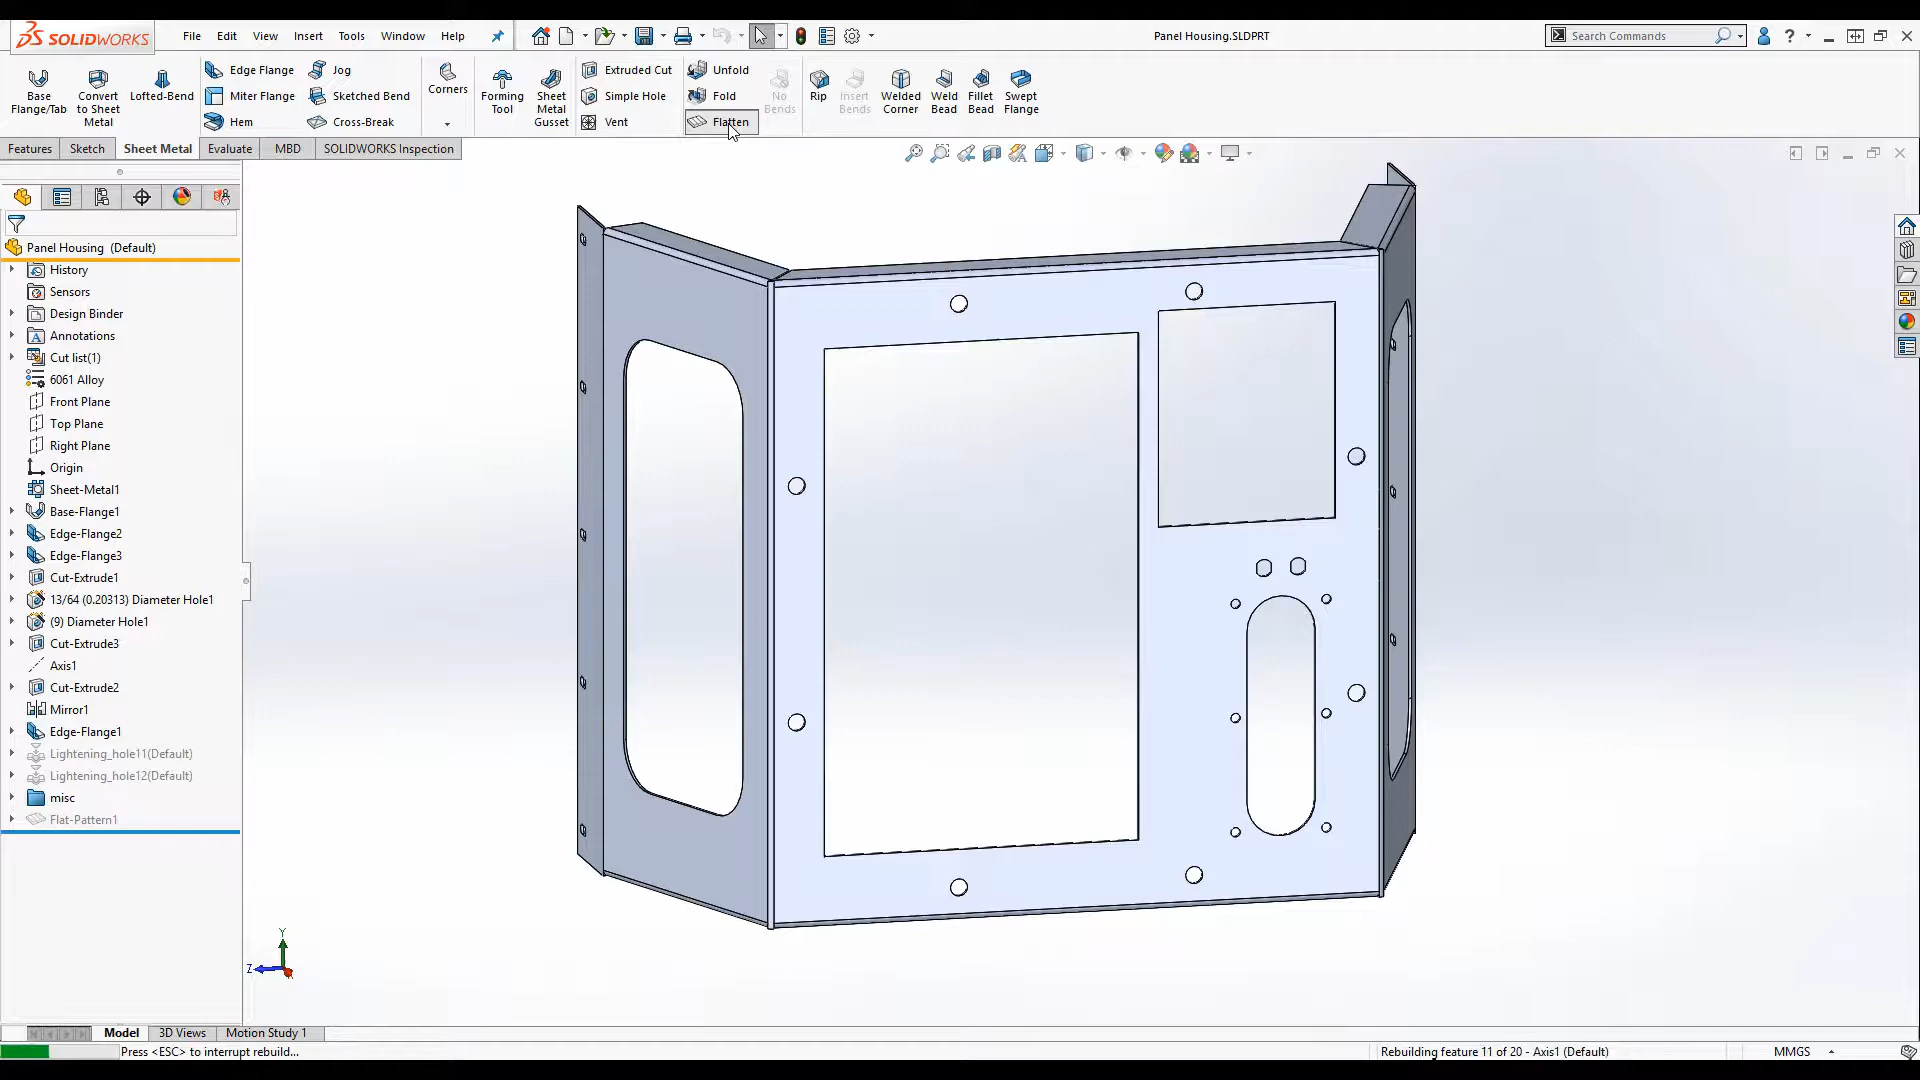 SOLIDWORKS
File Edit View Insert Tools Window Help
Panel Housing.SLDPRT
Search Commands
Base Flange/Tab
Convert to Sheet Metal
Lofted-Bend
Edge Flange
Miter Flange
Hem
Jog
Sketched Bend
Cross-Break
Corners
Forming Tool
Sheet Metal Gusset
Extruded Cut
Simple Hole
Vent
Unfold
Fold
Flatten
No Bends
Rip
Insert Bends
Welded Corner
Weld Bead
Fillet Bead
Swept Flange
Features Sketch Sheet Metal Evaluate MBD SOLIDWORKS Inspection
Panel Housing (Default)
History
Sensors
Design Binder
Annotations
Cut list(1)
6061 Alloy
Front Plane
Top Plane
Right Plane
Origin
Sheet-Metal1
Base-Flange1
Edge-Flange2
Edge-Flange3
Cut-Extrude1
13/64 (0.20313) Diameter Hole1
(9) Diameter Hole1
Cut-Extrude3
Axis1
Cut-Extrude2
Mirror1
Edge-Flange1
Lightening_hole11(Default)
Lightening_hole12(Default)
misc
Flat-Pattern1
Y
Z
Model 3D Views Motion Study 1
Press <ESC> to interrupt rebuild... Rebuilding feature 11 of 20 - Axis1 (Default) MMGS